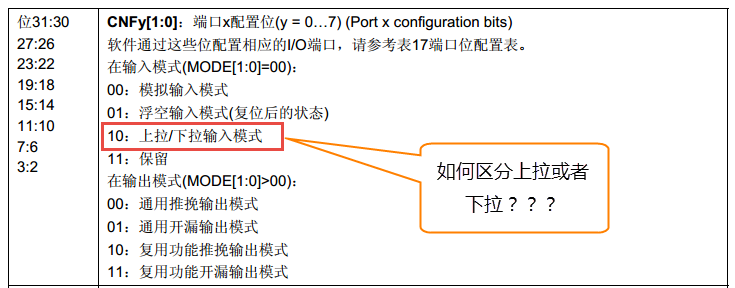 位31:30
27:26
23:22
19:18
15:14
11:10
7:6
3:2
CNFy[1:0]：端口x配置位(y = 0…7) (Port x configuration bits)
软件通过这些位配置相应的I/O端口，请参考表17端口位配置表。
在输入模式(MODE[1:0]=00)：
00：模拟输入模式
01：浮空输入模式(复位后的状态)
10：上拉/下拉输入模式
11：保留
在输出模式(MODE[1:0]>00)：
00：通用推挽输出模式
01：通用开漏输出模式
10：复用功能推挽输出模式
11：复用功能开漏输出模式
如何区分上拉或者
下拉？？？